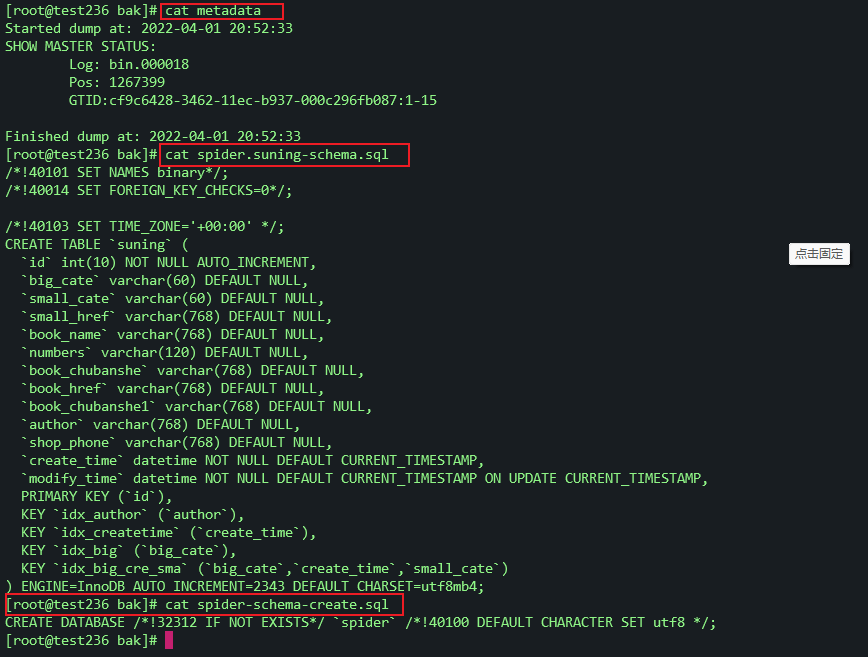 [root@test236 bak]# cat metadata
Started dump at: 2022-04-01 20:52:33
SHOW MASTER STATUS:
        Log: bin.000018
        Pos: 1267399
        GTID:cf9c6428-3462-11ec-b937-000c296fb087:1-15

Finished dump at: 2022-04-01 20:52:33
[root@test236 bak]# cat spider.suning-schema.sql
/*!40101 SET NAMES binary*/;
/*!40014 SET FOREIGN_KEY_CHECKS=0*/;

/*!40103 SET TIME_ZONE='+00:00' */;
CREATE TABLE `suning` (
  `id` int(10) NOT NULL AUTO_INCREMENT,
  `big_cate` varchar(60) DEFAULT NULL,
  `small_cate` varchar(60) DEFAULT NULL,
  `small_href` varchar(768) DEFAULT NULL,
  `book_name` varchar(768) DEFAULT NULL,
  `numbers` varchar(120) DEFAULT NULL,
  `book_chubanshe` varchar(768) DEFAULT NULL,
  `book_href` varchar(768) DEFAULT NULL,
  `book_chubanshe1` varchar(768) DEFAULT NULL,
  `author` varchar(768) DEFAULT NULL,
  `shop_phone` varchar(768) DEFAULT NULL,
  `create_time` datetime NOT NULL DEFAULT CURRENT_TIMESTAMP,
  `modify_time` datetime NOT NULL DEFAULT CURRENT_TIMESTAMP ON UPDATE CURRENT_TIMESTAMP,
  PRIMARY KEY (`id`),
  KEY `idx_author` (`author`),
  KEY `idx_createtime` (`create_time`),
  KEY `idx_big` (`big_cate`),
  KEY `idx_big_cre_sma` (`big_cate`,`create_time`,`small_cate`)
) ENGINE=InnoDB AUTO_INCREMENT=2343 DEFAULT CHARSET=utf8mb4;
[root@test236 bak]# cat spider-schema-create.sql
CREATE DATABASE /*!32312 IF NOT EXISTS*/ `spider` /*!40100 DEFAULT CHARACTER SET utf8 */;
[root@test236 bak]#
点击固定